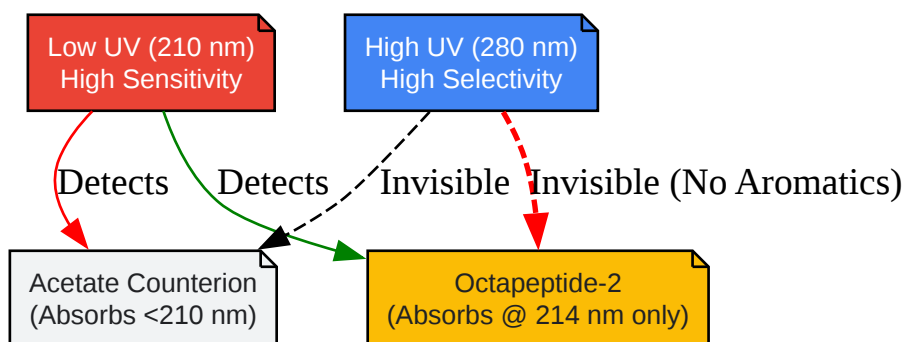 Low UV (210 nm)
High Sensitivity
High UV (280 nm)
High Selectivity
Detects
Detects
Invisible
Invisible (No Aromatics)
Acetate Counterion
(Absorbs <210 nm)
Octapeptide-2
(Absorbs @ 214 nm only)